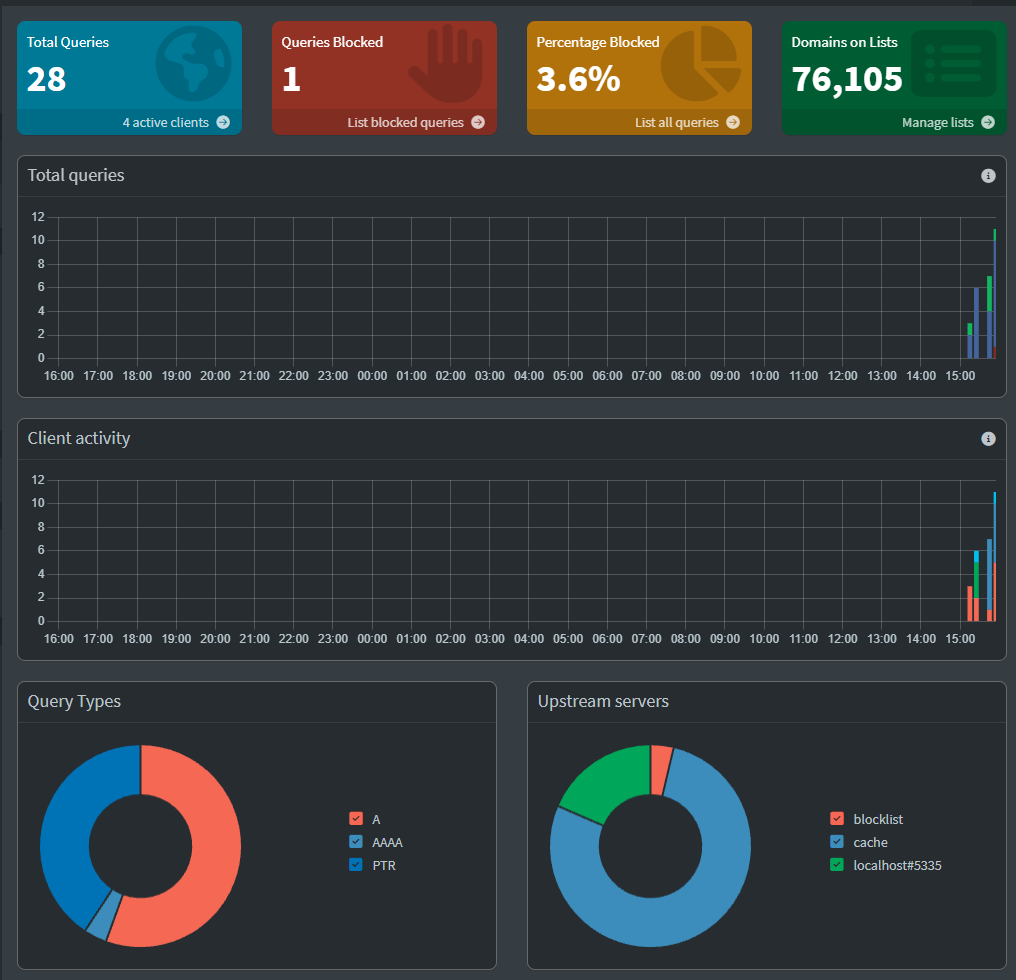 Total Queries
28
4 active clients
Queries Blocked
1
List blocked queries
Percentage Blocked
3.6%
List all queries
Domains on Lists
76,105
Manage lists
Total queries
12
10
8
6
4
2
0
16:00 17:00 18:00 19:00 20:00 21:00 22:00 23:00 00:00 01:00 02:00 03:00 04:00 05:00 06:00 07:00 08:00 09:00 10:00 11:00 12:00 13:00 14:00 15:00
Client activity
12
10
8
6
4
2
0
16:00 17:00 18:00 19:00 20:00 21:00 22:00 23:00 00:00 01:00 02:00 03:00 04:00 05:00 06:00 07:00 08:00 09:00 10:00 11:00 12:00 13:00 14:00 15:00
Query Types
A
AAAA
PTR
Upstream servers
blocklist
cache
localhost#5335